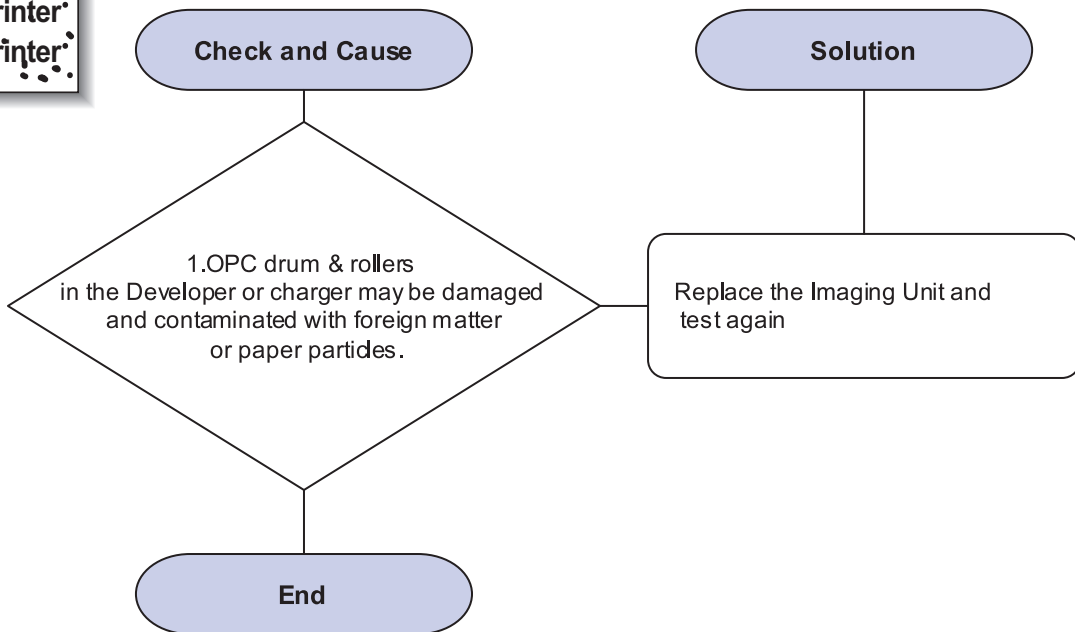 rinter
rinter
Check and Cause
Solution
1.OPC drum & rollers
in the Developer or charger may be damaged
and contaminated with foreign matter
or paper particles.
Replace the Imaging Unit and
test again
End